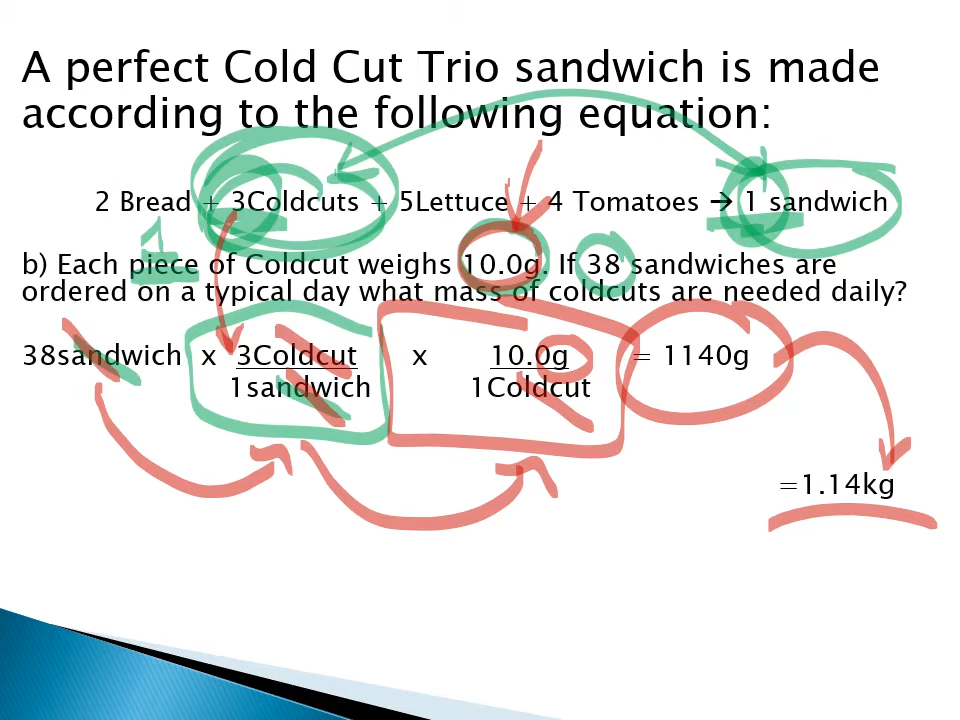 A perfect Cold Cut Trio sandwich is made
according to the following equation:
2 Bread + 3Coldcuts + 5Lettuce + 4 Tomatoes → 1 sandwich
b) Each piece of Coldcut weighs 10.0g. If 38 sandwiches are
ordered on a typical day what mass of coldcuts are needed daily?
38sandwich x 3Coldcut x 10.0g = 1140g
1sandwich 1Coldcut
=1.14kg